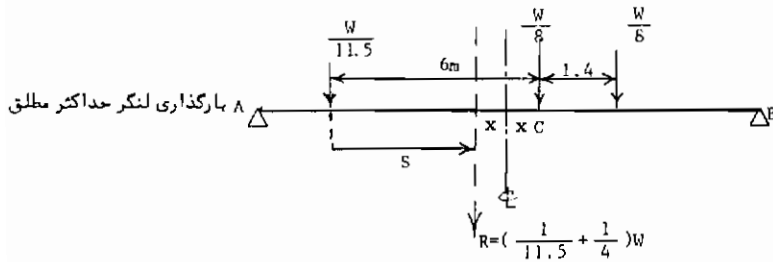 W/11.5
W/8
W/8
6m
1.4
بارگذاری لنگر حداکثر مطلق
A
B
x
x
C
S
℄
R=( 1/11.5 + 1/4 )W